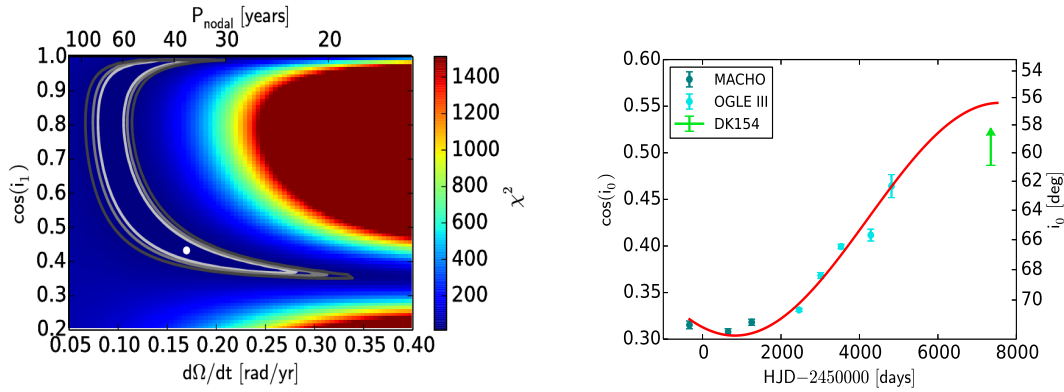 P_nodal [years]
100 60 40 30 20
1.0
0.9
0.8
0.7
0.6
0.5
0.4
0.3
0.2
cos(i_1)
0.05 0.10 0.15 0.20 0.25 0.30 0.35 0.40
dΩ/dt [rad/yr]
1400
1200
1000
800
600
400
200
χ²
MACHO
OGLE III
DK154
0.60
0.55
0.50
0.45
0.40
0.35
0.30
cos(i_0)
0 2000 4000 6000 8000
HJD−2450000 [days]
54
56
58
60
62
64
66
68
70
i_0 [deg]